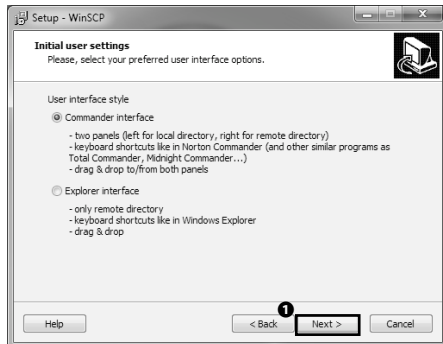 Setup - WinSCP
Initial user settings
Please, select your preferred user interface options.
User interface style
Commander interface
- two panels (left for local directory, right for remote directory)
- keyboard shortcuts like in Norton Commander (and other similar programs as
Total Commander, Midnight Commander...)
- drag & drop to/from both panels
Explorer interface
- only remote directory
- keyboard shortcuts like in Windows Explorer
- drag & drop
1
Help
< Back
Next >
Cancel